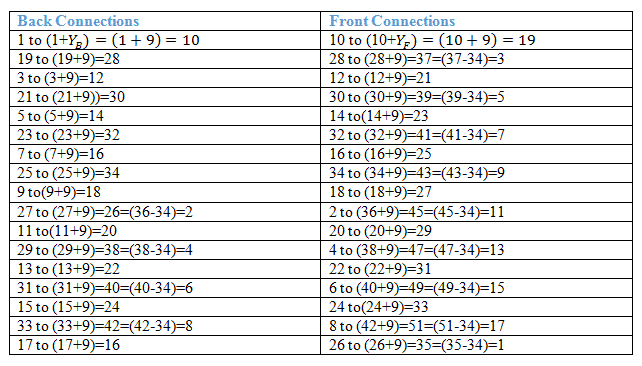 Back Connections Front Connections
1 to (1+Y_B) = (1 + 9) = 10 10 to (10+Y_F) = (10 + 9) = 19
19 to (19+9)=28 28 to (28+9)=37=(37-34)=3
3 to (3+9)=12 12 to (12+9)=21
21 to (21+9))=30 30 to (30+9)=39=(39-34)=5
5 to (5+9)=14 14 to(14+9)=23
23 to (23+9)=32 32 to (32+9)=41=(41-34)=7
7 to (7+9)=16 16 to (16+9)=25
25 to (25+9)=34 34 to (34+9)=43=(43-34)=9
9 to(9+9)=18 18 to (18+9)=27
27 to (27+9)=26=(36-34)=2 2 to (36+9)=45=(45-34)=11
11 to(11+9)=20 20 to (20+9)=29
29 to (29+9)=38=(38-34)=4 4 to (38+9)=47=(47-34)=13
13 to (13+9)=22 22 to (22+9)=31
31 to (31+9)=40=(40-34)=6 6 to (40+9)=49=(49-34)=15
15 to (15+9)=24 24 to(24+9)=33
33 to (33+9)=42=(42-34)=8 8 to (42+9)=51=(51-34)=17
17 to (17+9)=16 26 to (26+9)=35=(35-34)=1